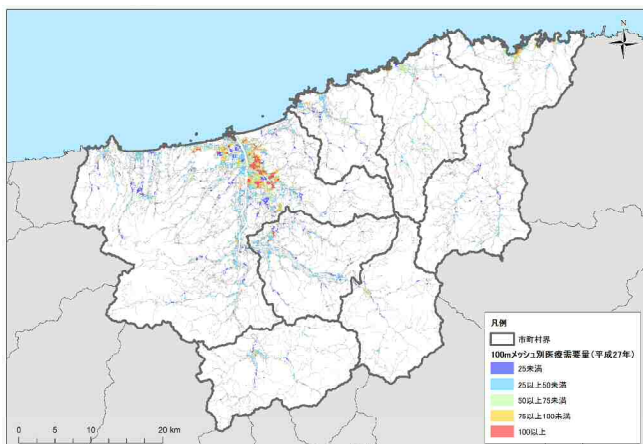 凡例
市町村界
100mメッシュ別医療需要量(平成27年)
25未満
25以上50未満
50以上75未満
75以上100未満
100以上
0 5 10 20 km